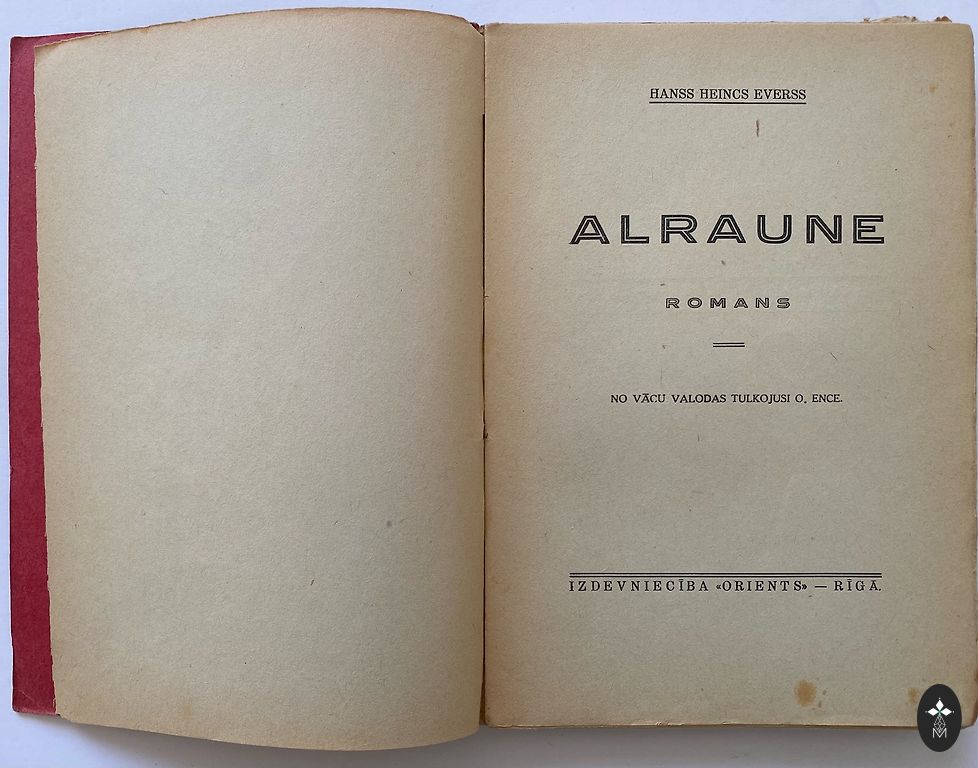 HANSS HEINCS EVERSS
ALRAUNE
ROMANS
NO VĀCU VALODAS TULKOJUSI O. ENCE.
IZDEVNIECĪBA «ORIENTS» — RĪGĀ.
M